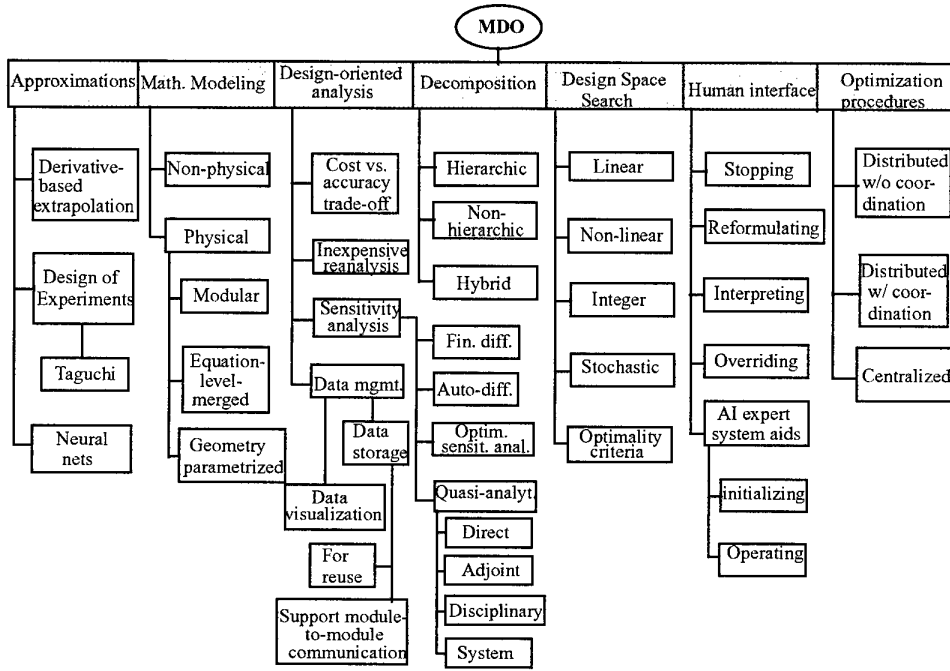 MDO
Approximations
Math. Modeling
Design-oriented
analysis
Decomposition
Design Space
Search
Human interface
Optimization
procedures
Derivative-
based
extrapolation
Design of
Experiments
Taguchi
Neural
nets
Non-physical
Physical
Modular
Equation-
level-
merged
Geometry
parametrized
Cost vs.
accuracy
trade-off
Inexpensive
reanalysis
Sensitivity
analysis
Data mgmt.
Data
storage
Data
visualization
For
reuse
Support module-
to-module
communication
Hierarchic
Non-
hierarchic
Hybrid
Fin. diff.
Auto-diff.
Optim.
sensit. anal.
Quasi-analyt.
Direct
Adjoint
Disciplinary
System
Linear
Non-linear
Integer
Stochastic
Optimality
criteria
Stopping
Reformulating
Interpreting
Overriding
AI expert
system aids
initializing
Operating
Distributed
w/o coor-
dination
Distributed
w/ coor-
dination
Centralized